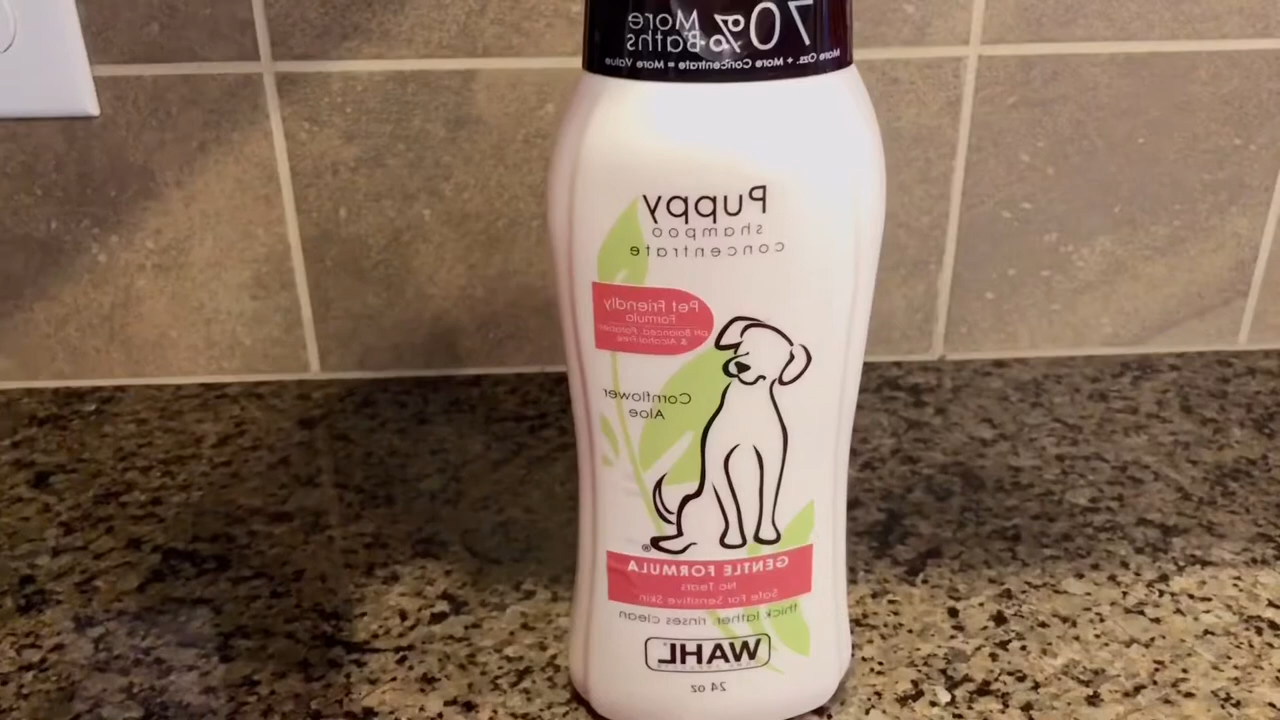 70% More
Baths
More Ozs. + More Concentrate = More Value
Puppy
shampoo
concentrate
Pet Friendly
Formula
pH Balanced, Paraben
& Alcohol Free
Cornflower
Aloe
®
GENTLE FORMULA
No Tears
Safe For Sensitive Skin
thick lather, rinses clean
WAHL
24 oz